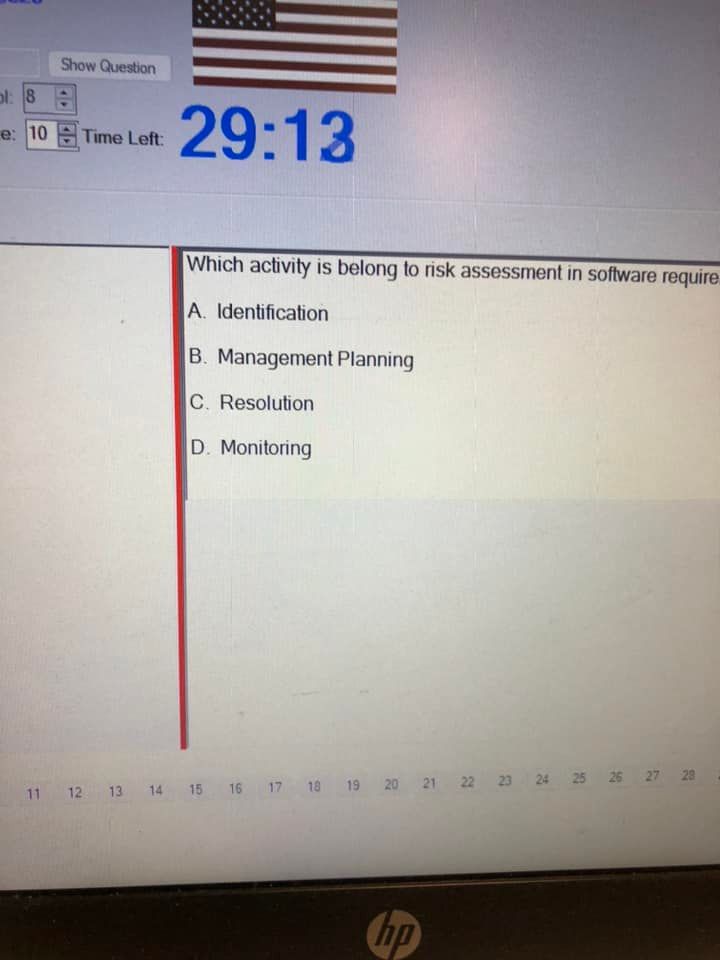 Show Question
8
10 Time Left: 29:13
Which activity is belong to risk assessment in software require
A. Identification
B. Management Planning
C. Resolution
D. Monitoring
11 12 13 14 15 16 17 18 19 20 21 22 23 24 25 26 27 28
hp